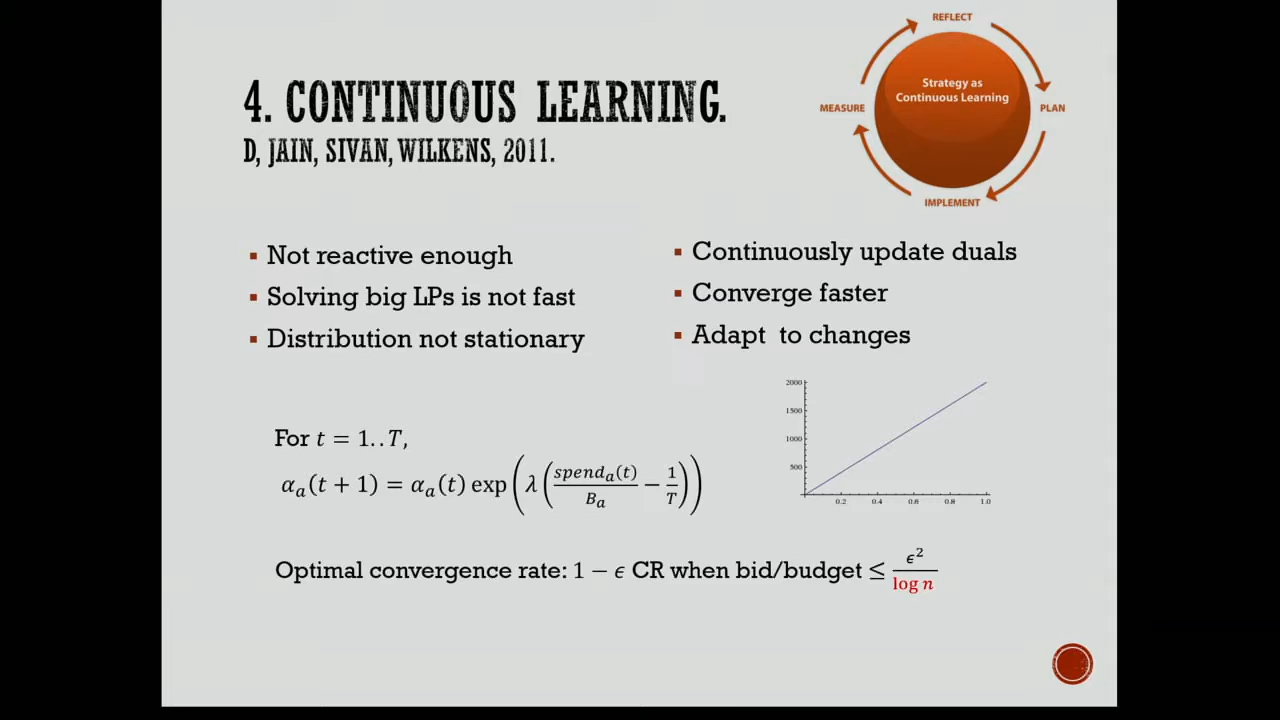 4. CONTINUOUS LEARNING.
D, JAIN, SIVAN, WILKENS, 2011.
REFLECT
Strategy as
Continuous Learning
MEASURE
PLAN
IMPLEMENT
▪ Not reactive enough
▪ Solving big LPs is not fast
▪ Distribution not stationary
▪ Continuously update duals
▪ Converge faster
▪ Adapt to changes
For t = 1..T,
α_a(t + 1) = α_a(t) exp(λ(spend_a(t)/B_a − 1/T))
2000
1500
1000
500
0.2 0.4 0.6 0.8 1.0
Optimal convergence rate: 1 − ϵ CR when bid/budget ≤ ϵ²/log n